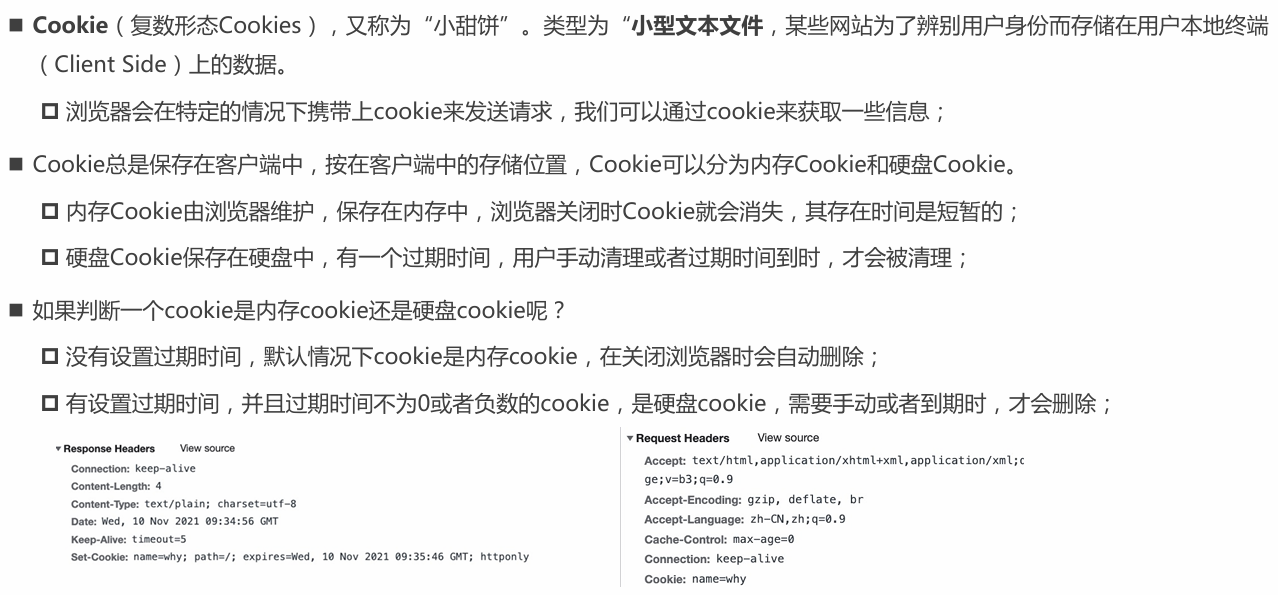 ■ Cookie（复数形态Cookies），又称为“小甜饼”。类型为“小型文本文件，某些网站为了辨别用户身份而存储在用户本地终端
（Client Side）上的数据。
浏览器会在特定的情况下携带上cookie来发送请求，我们可以通过cookie来获取一些信息；
■ Cookie总是保存在客户端中，按在客户端中的存储位置，Cookie可以分为内存Cookie和硬盘Cookie。
内存Cookie由浏览器维护，保存在内存中，浏览器关闭时Cookie就会消失，其存在时间是短暂的；
硬盘Cookie保存在硬盘中，有一个过期时间，用户手动清理或者过期时间到时，才会被清理；
■ 如果判断一个cookie是内存cookie还是硬盘cookie呢？
没有设置过期时间，默认情况下cookie是内存cookie，在关闭浏览器时会自动删除；
有设置过期时间，并且过期时间不为0或者负数的cookie，是硬盘cookie，需要手动或者到期时，才会删除；
Response Headers View source
Connection: keep-alive
Content-Length: 4
Content-Type: text/plain; charset=utf-8
Date: Wed, 10 Nov 2021 09:34:56 GMT
Keep-Alive: timeout=5
Set-Cookie: name=why; path=/; expires=Wed, 10 Nov 2021 09:35:46 GMT; httponly
Request Headers View source
Accept: text/html,application/xhtml+xml,application/xml;
ge;v=b3;q=0.9
Accept-Encoding: gzip, deflate, br
Accept-Language: zh-CN,zh;q=0.9
Cache-Control: max-age=0
Connection: keep-alive
Cookie: name=why